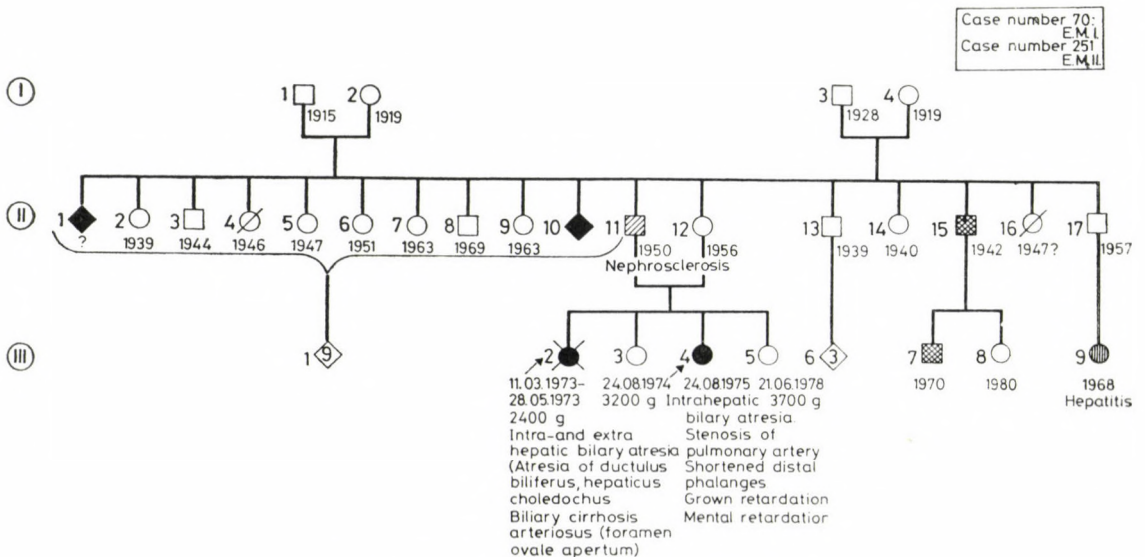 Case number 70:
E.M.I.
Case number 251
E.M.II.
I
1
2
3
4
1915
1919
1928
1919
II
1
2
3
4
5
6
7
8
9
10
11
12
13
14
15
16
17
?
1939
1944
1946
1947
1951
1963
1969
1963
1950
1956
1939
1940
1942
1947?
1957
Nephrosclerosis
III
1
9
2
3
4
5
6
3
7
8
9
11.03.1973-
28.05.1973
2400 g
Intra-and extra
hepatic bilary atresia
(Atresia of ductulus
biliferus, hepaticus
choledochus
Biliary cirrhosis
arteriosus (foramen
ovale apertum)
24.08.1974
3200 g
24.08.1975
Intrahepatic
bilary atresia.
Stenosis of
pulmonary artery
Shortened distal
phalanges
Grown retardation
Mental retardatior
21.06.1978
3700 g
1970
1980
1968
Hepatitis